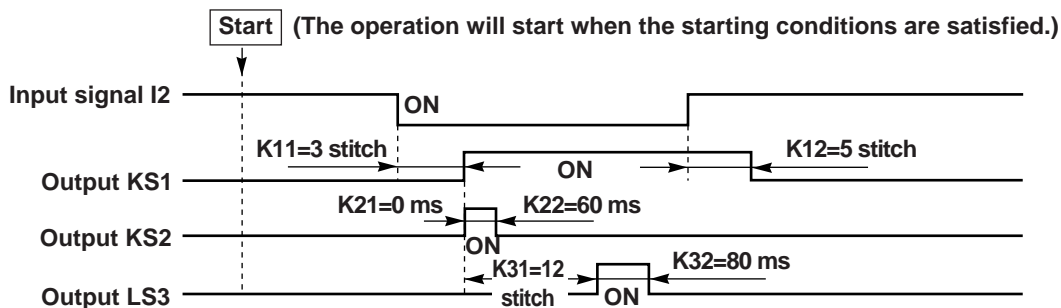 Start (The operation will start when the starting conditions are satisfied.)
Input signal I2
ON
K11=3 stitch
ON
K12=5 stitch
Output KS1
K21=0 ms
K22=60 ms
Output KS2
ON
K31=12
stitch
K32=80 ms
Output LS3
ON